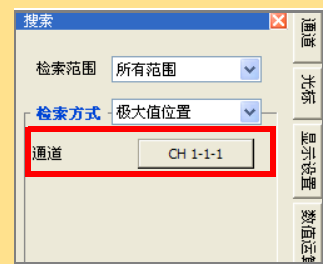 搜索
检索范围 所有范围
检索方式 极大值位置
通道 CH 1-1-1
通道
光标
显示设置
数值运算